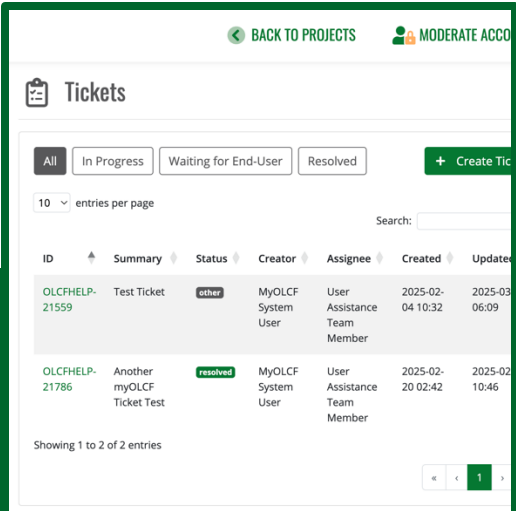 BACK TO PROJECTS MODERATE ACCO
Tickets
All In Progress Waiting for End-User Resolved + Create Tic
10 entries per page
Search:
ID Summary Status Creator Assignee Created Updated
OLCFHELP- Test Ticket other MyOLCF User 2025-02- 2025-03
21559 System Assistance 04 10:32 06:09
User Team
Member
OLCFHELP- Another resolved MyOLCF User 2025-02- 2025-02
21786 myOLCF System Assistance 20 02:42 10:46
Ticket Test User Team
Member
Showing 1 to 2 of 2 entries
« ‹ 1 ›